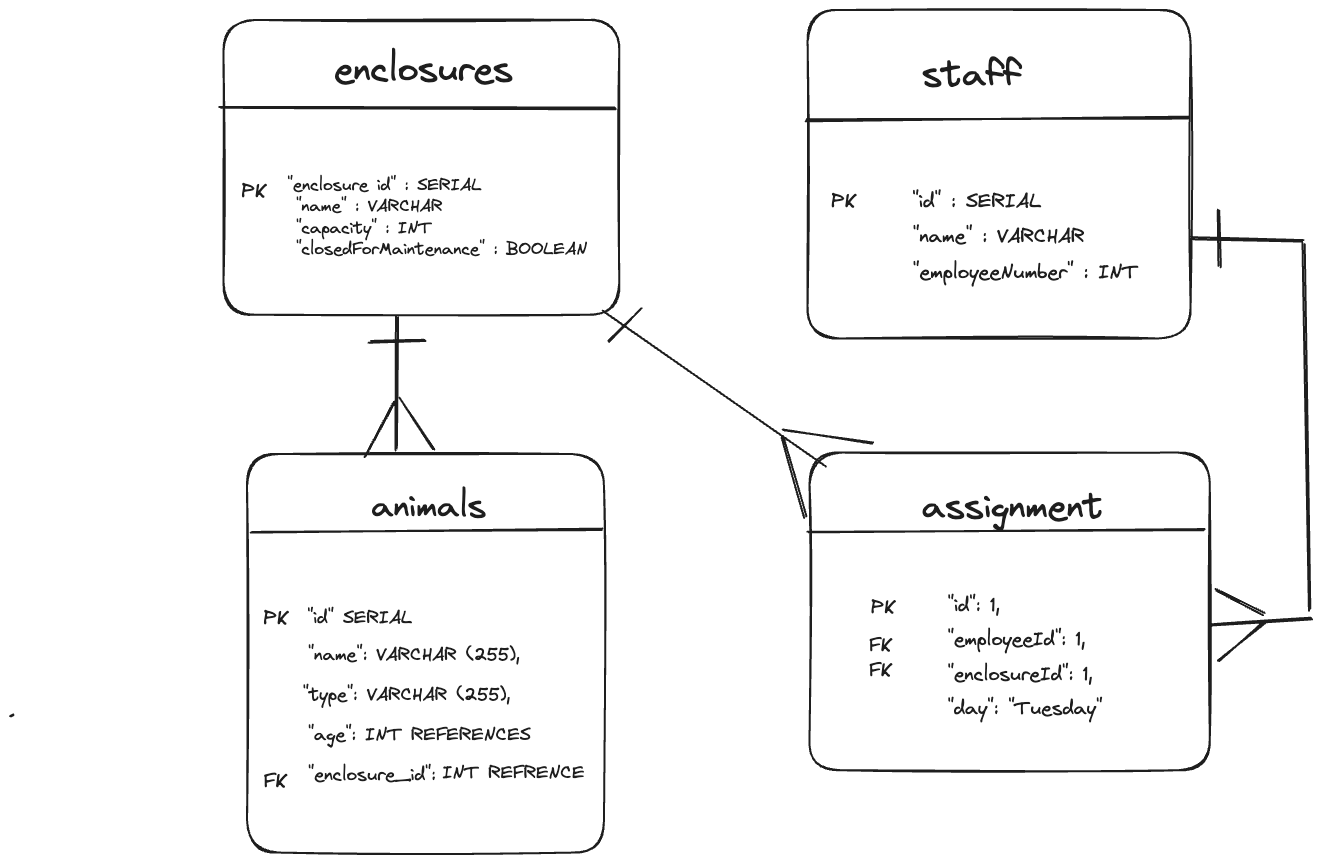 enclosures
PK "enclosure id" : SERIAL
"name" : VARCHAR
"capacity" : INT
"closedForMaintenance" : BOOLEAN
staff
PK "id" : SERIAL
"name" : VARCHAR
"employeeNumber" : INT
animals
PK "id" SERIAL
"name": VARCHAR (255),
"type": VARCHAR (255),
"age": INT REFERENCES
FK "enclosure_id": INT REFRENCE
assignment
PK "id": 1,
FK "employeeId": 1,
FK "enclosureId": 1,
"day": "Tuesday"